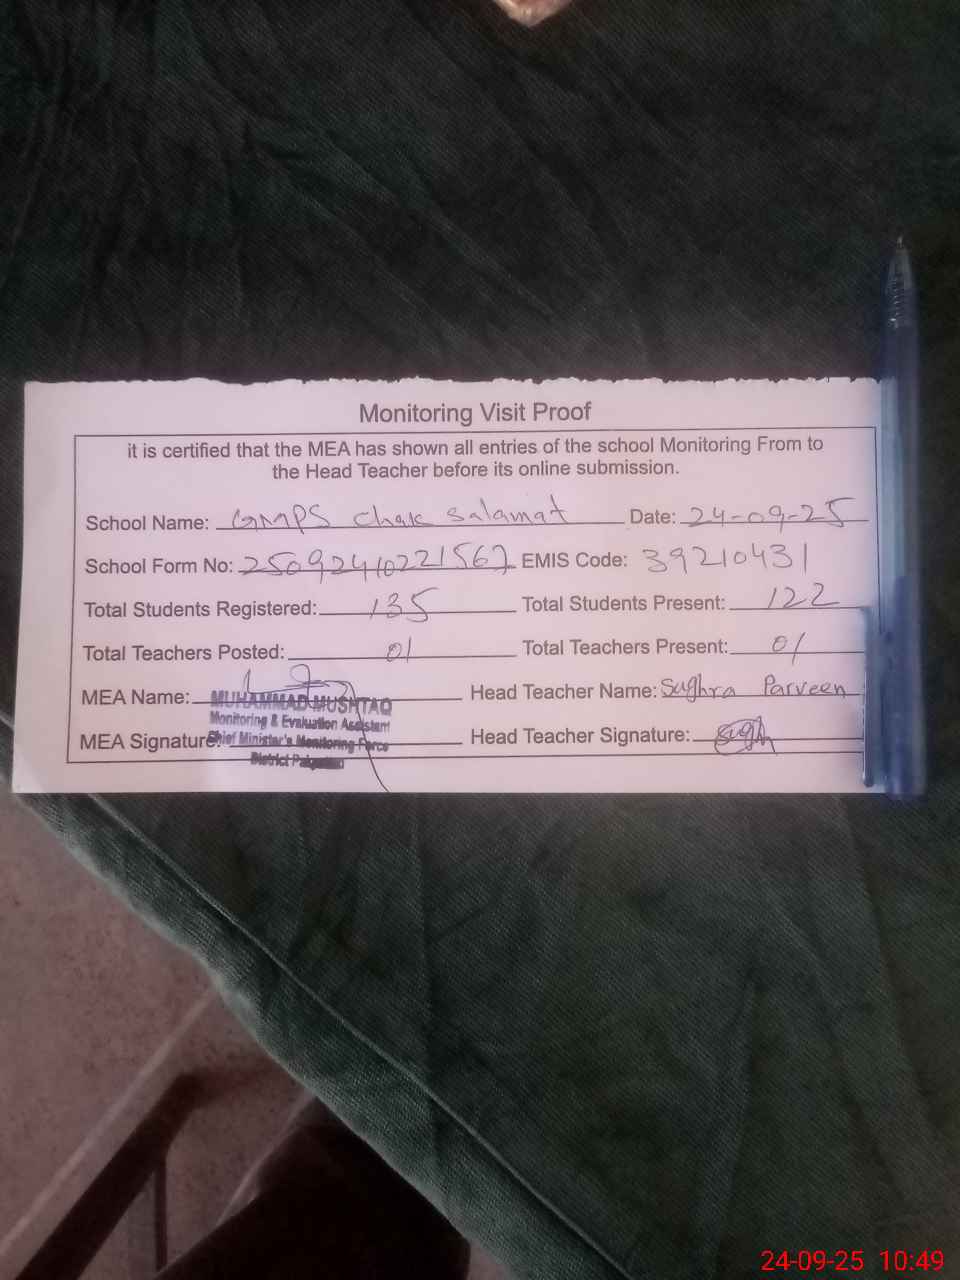 Monitoring Visit Proof
it is certified that the MEA has shown all entries of the school Monitoring From to
the Head Teacher before its online submission.
School Name: GMPS Chak Salamat Date: 24-09-25
School Form No: 25092410221567 EMIS Code: 39210431
Total Students Registered: 135 Total Students Present: 122
Total Teachers Posted: 01 Total Teachers Present: 01
MEA Name: MUHAMMAD MUSHTAQ Head Teacher Name: Sughra Parveen
Monitoring & Evaluation Assistant
MEA Signature Chief Minister's Monitoring Force Head Teacher Signature: Sugh
District
24-09-25 10:49